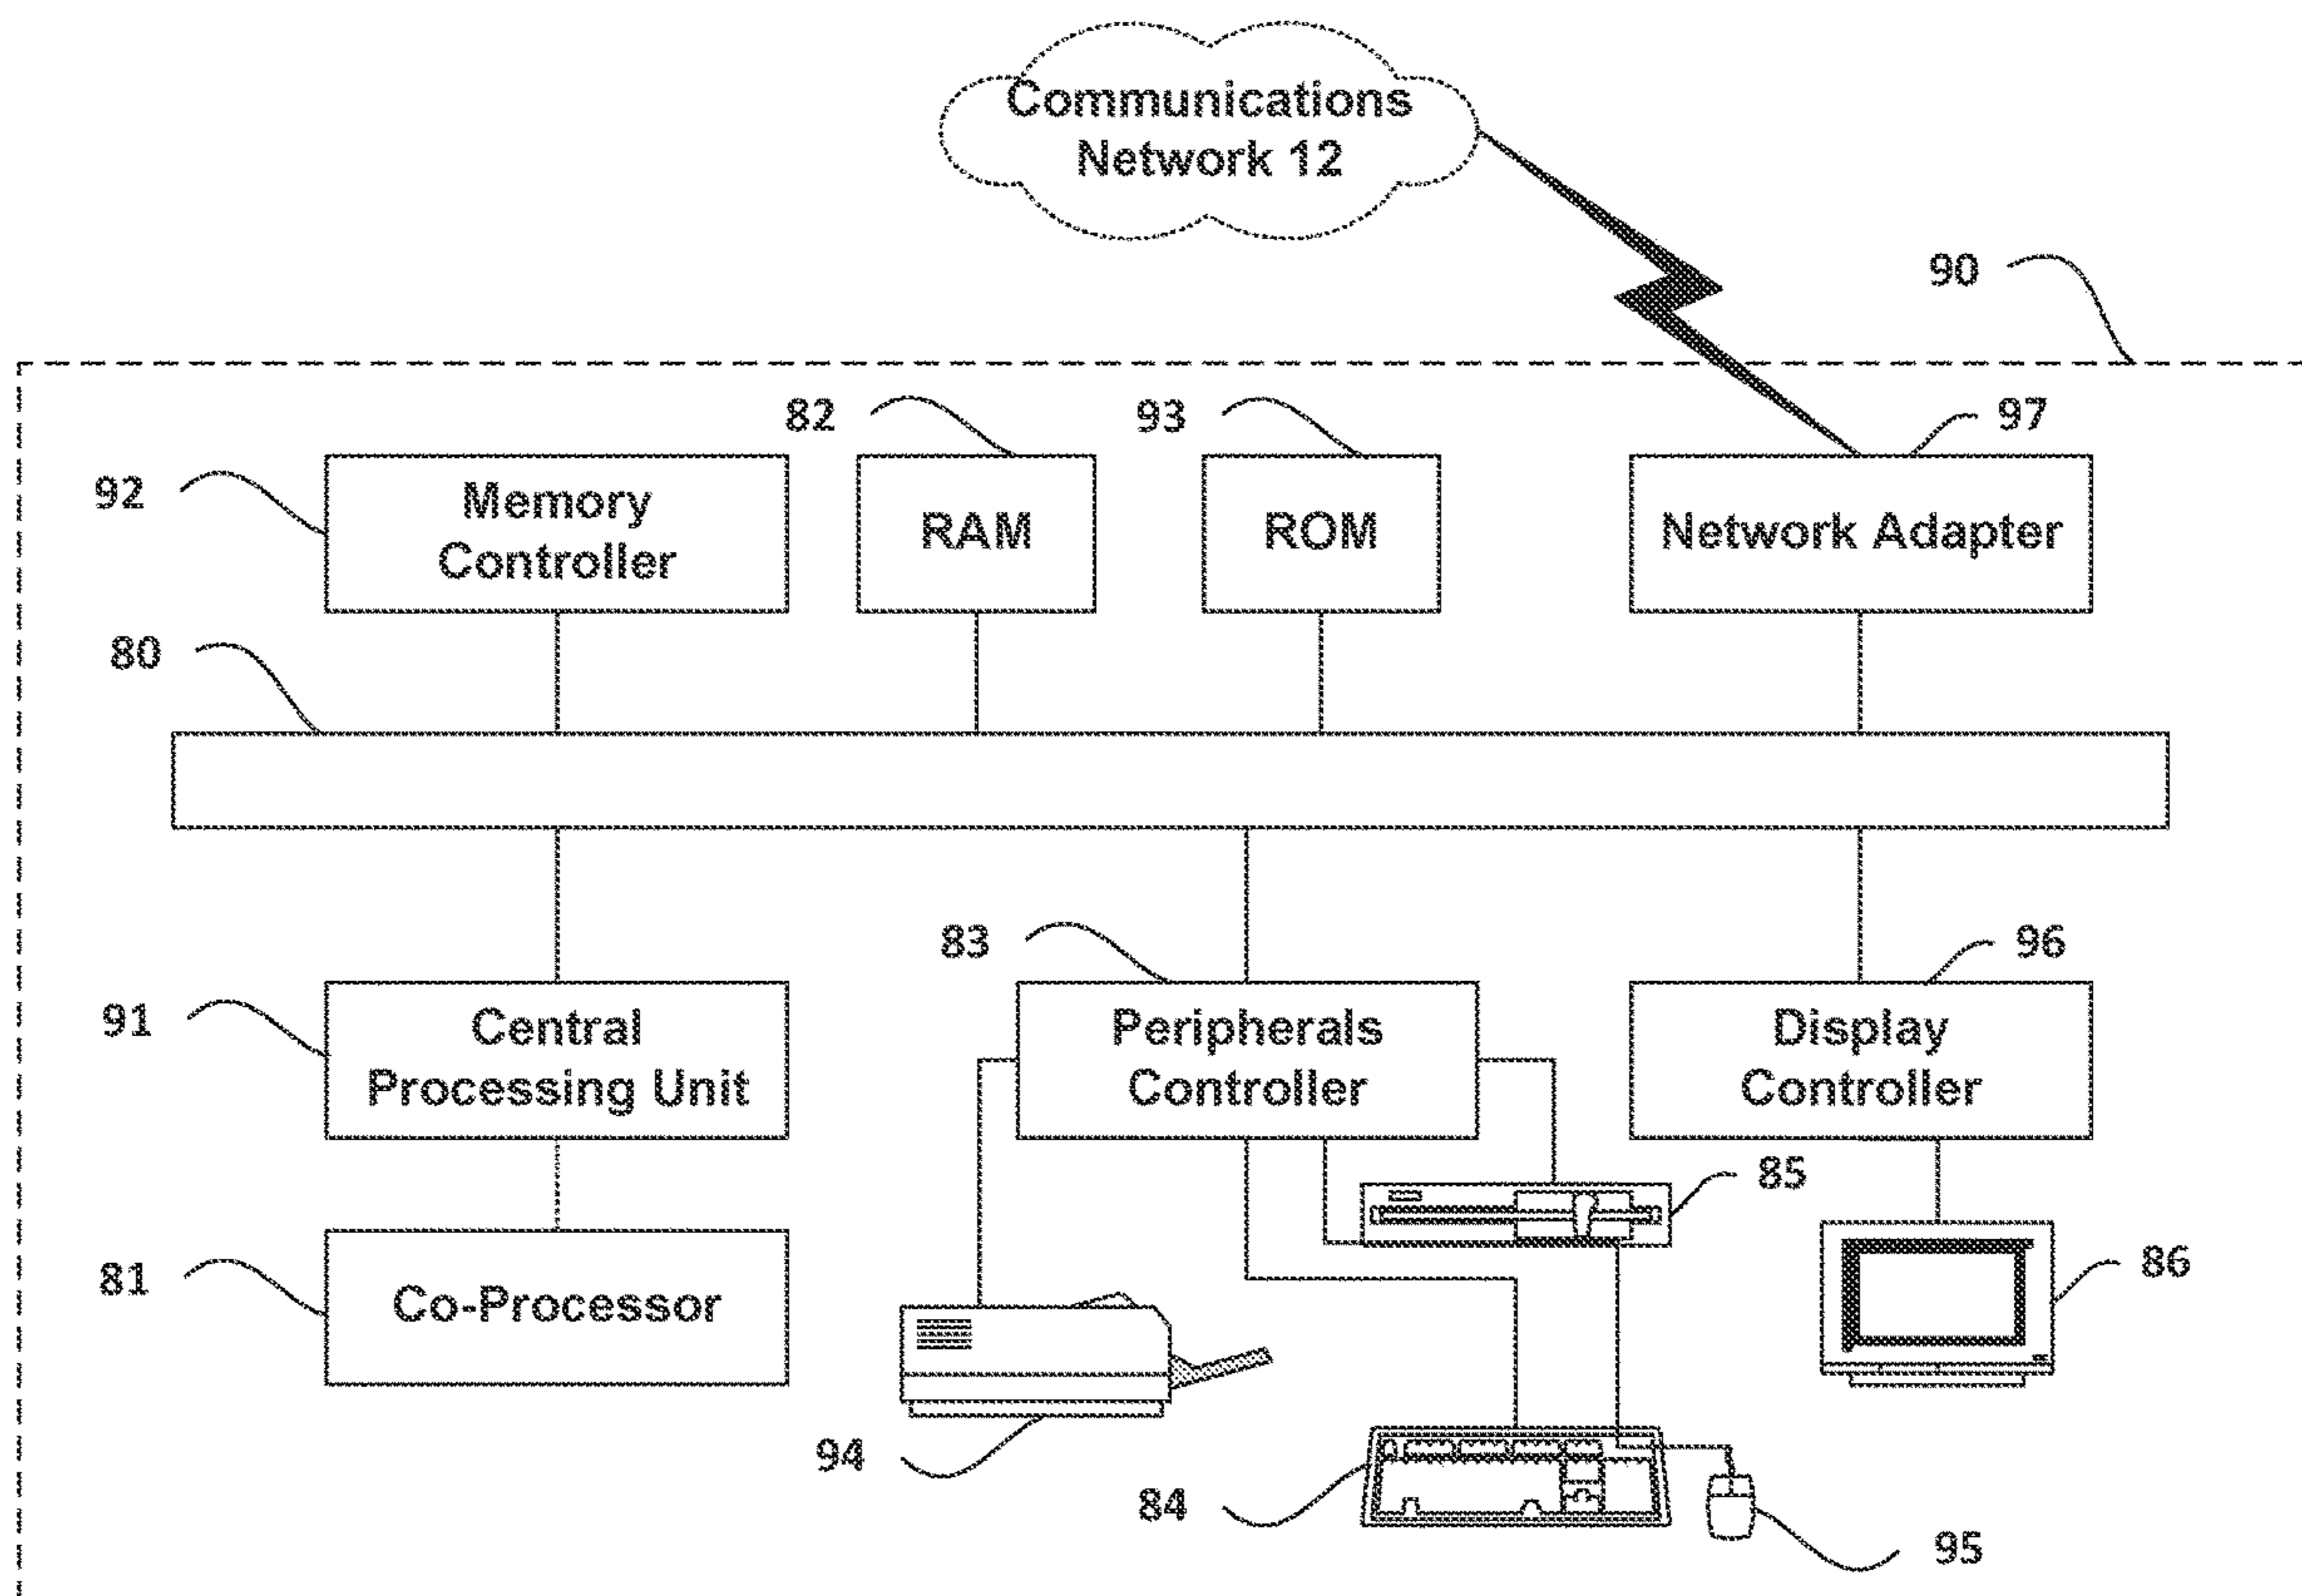 Communications
Network 12
90
82
93
97
92
Memory
Controller
RAM
ROM
Network Adapter
80
83
96
91
Central
Processing Unit
Peripherals
Controller
Display
Controller
85
81
Co-Processor
86
94
84
95